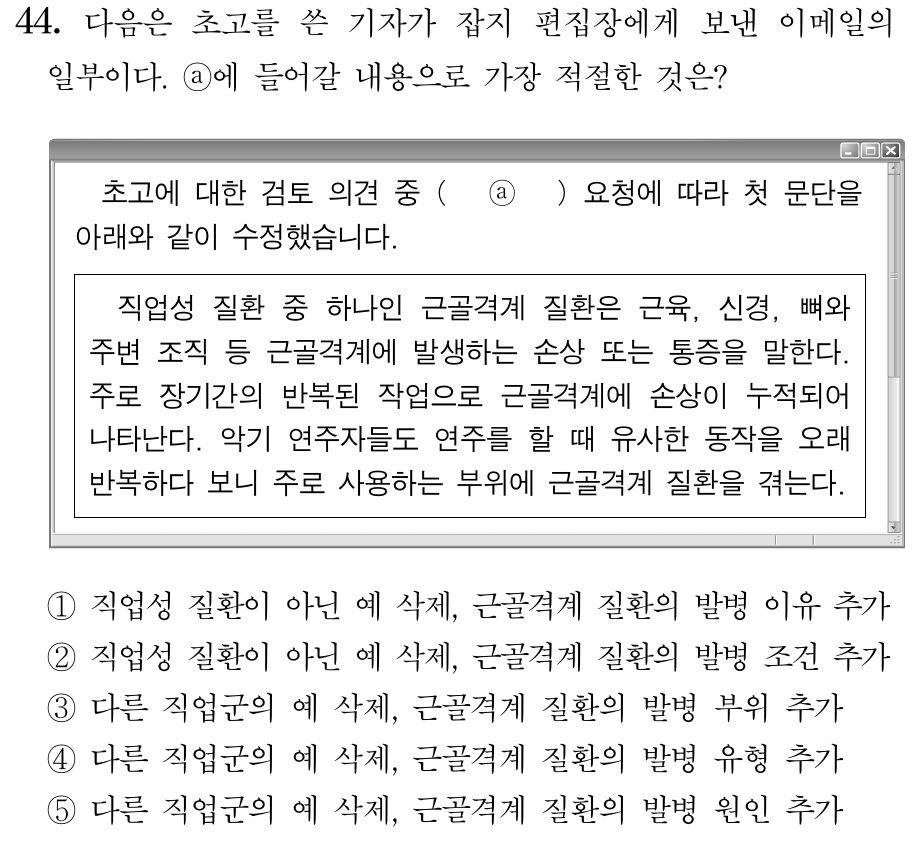 44. 다음은 초고를 쓴 기자가 잡지 편집장에게 보낸 이메일의
일부이다. ⓐ에 들어갈 내용으로 가장 적절한 것은?
초고에 대한 검토 의견 중 ( ⓐ ) 요청에 따라 첫 문단을
아래와 같이 수정했습니다.
직업성 질환 중 하나인 근골격계 질환은 근육, 신경, 뼈와
주변 조직 등 근골격계에 발생하는 손상 또는 통증을 말한다.
주로 장기간의 반복된 작업으로 근골격계에 손상이 누적되어
나타난다. 악기 연주자들도 연주를 할 때 유사한 동작을 오래
반복하다 보니 주로 사용하는 부위에 근골격계 질환을 겪는다.
① 직업성 질환이 아닌 예 삭제, 근골격계 질환의 발병 이유 추가
② 직업성 질환이 아닌 예 삭제, 근골격계 질환의 발병 조건 추가
③ 다른 직업군의 예 삭제, 근골격계 질환의 발병 부위 추가
④ 다른 직업군의 예 삭제, 근골격계 질환의 발병 유형 추가
⑤ 다른 직업군의 예 삭제, 근골격계 질환의 발병 원인 추가